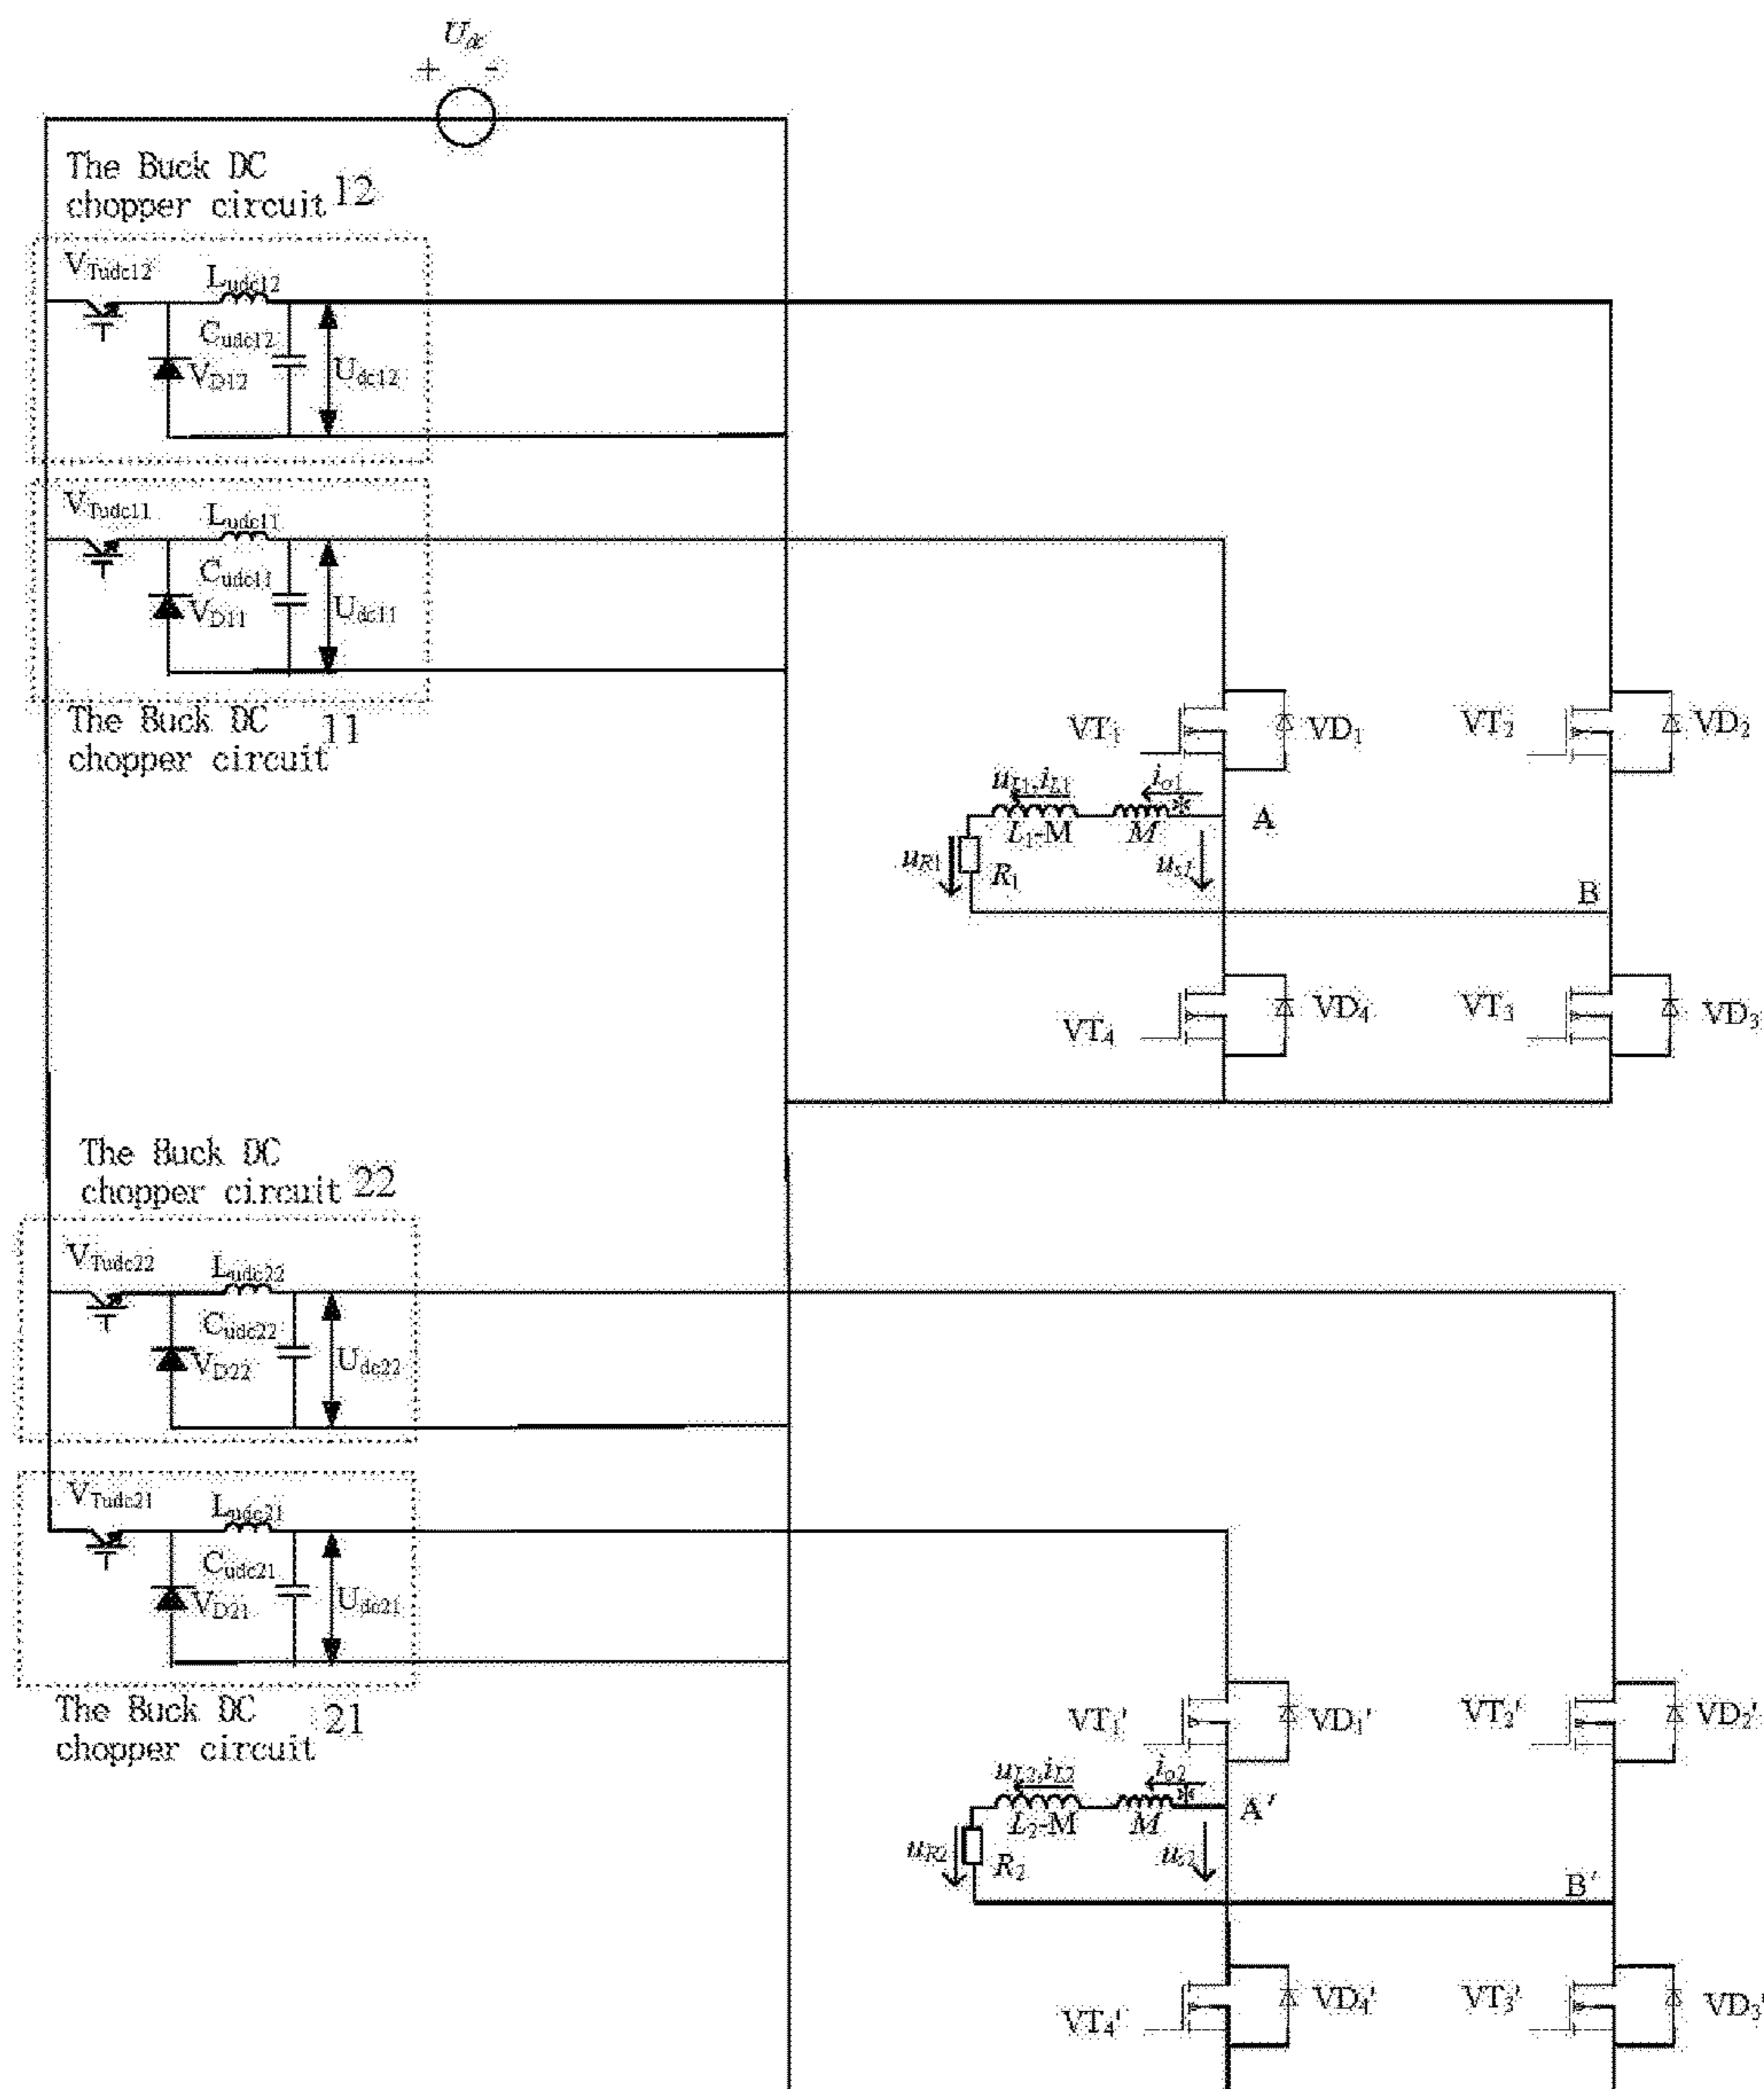 U_dc
+ -
The Buck DC
chopper circuit 12
V_Tudc12
L_udc12
C_udc12
V_D12
U_dc12
V_Tudc11
L_udc11
C_udc11
V_D11
U_dc11
The Buck DC
chopper circuit 11
VT₁
VD₁
VT₂
VD₂
u_L1,i_L1
i_o1
*
L₁-M
M
A
u_R1
R₁
u_s1
B
VT₄
VD₄
VT₃
VD₃
The Buck DC
chopper circuit 22
V_Tudc22
L_udc22
C_udc22
V_D22
U_dc22
V_Tudc21
L_udc21
C_udc21
V_D21
U_dc21
The Buck DC
chopper circuit 21
VT₁'
VD₁'
VT₂'
VD₂'
u_L2,i_L2
i_o2
*
L₂-M
M
A'
u_R2
R₂
u_s2
B'
VT₄'
VD₄'
VT₃'
VD₃'